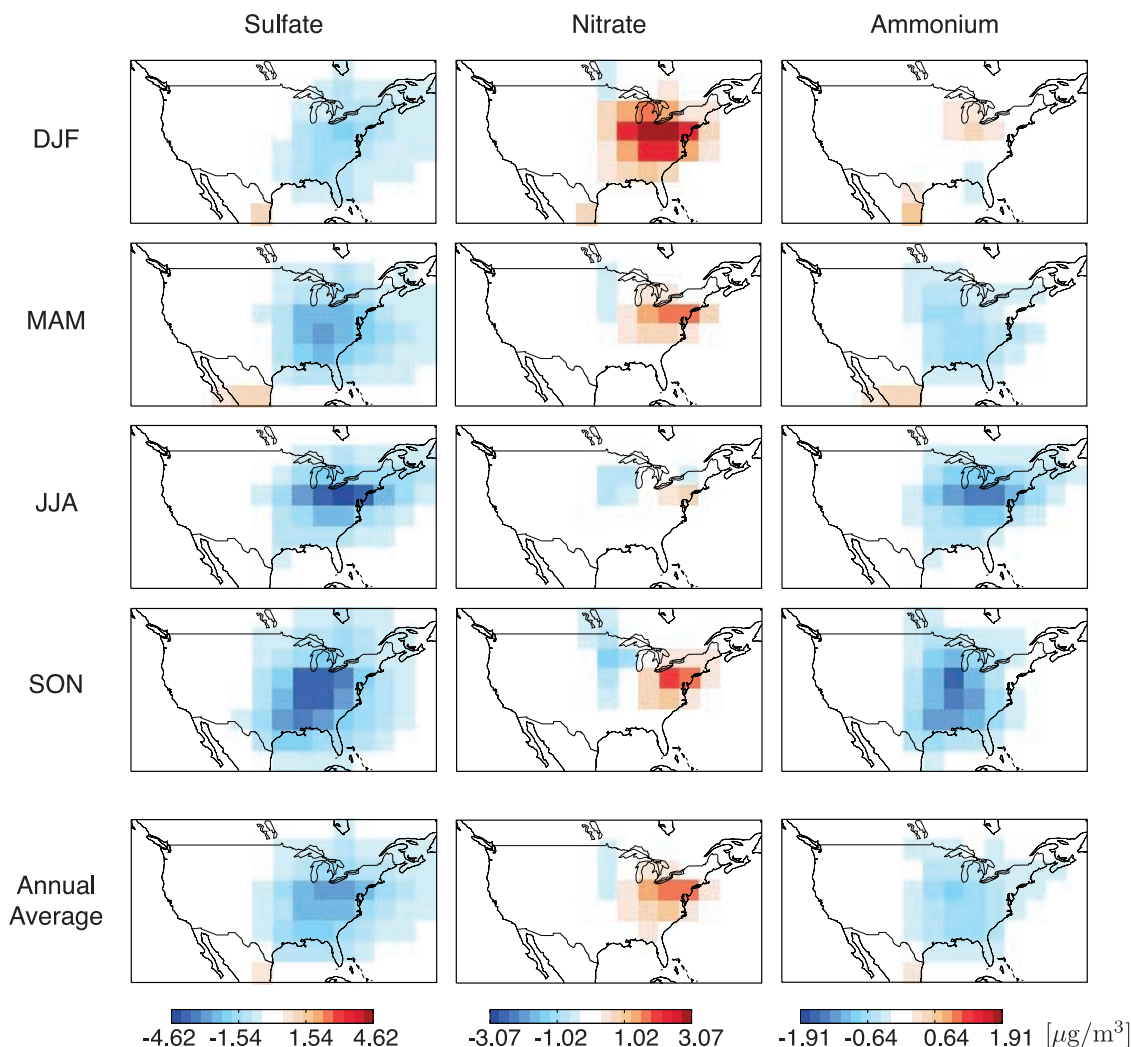 Sulfate Nitrate Ammonium
DJF
MAM
JJA
SON
Annual
Average
-4.62 -1.54 1.54 4.62 -3.07 -1.02 1.02 3.07 -1.91 -0.64 0.64 1.91 [μg/m³]